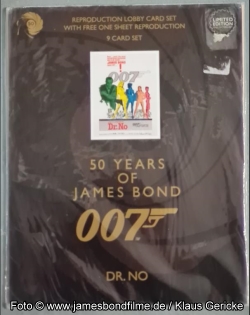 REPRODUCTION LOBBY CARD SET
WITH FREE ONE SHEET REPRODUCTION
9 CARD SET
LIMITED EDITION
007
Dr. No
50 YEARS
OF
JAMES BOND
007
DR. NO
Foto © www.jamesbondfilme.de / Klaus Gericke